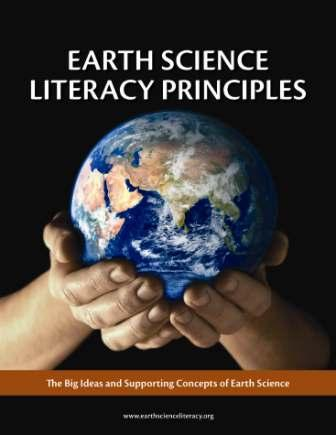 EARTH SCIENCE
LITERACY PRINCIPLES
The Big Ideas and Supporting Concepts of Earth Science
www.earthscienceliteracy.org